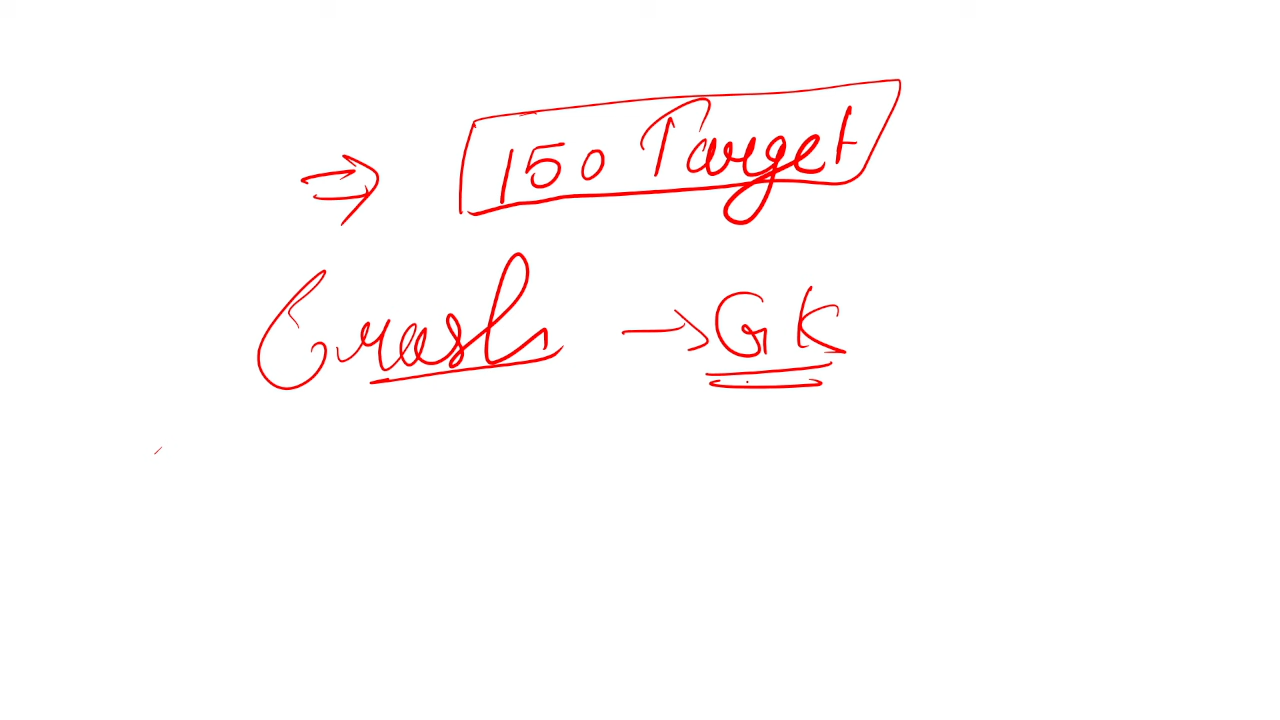 ⇒ 150 Target
Crash → GK